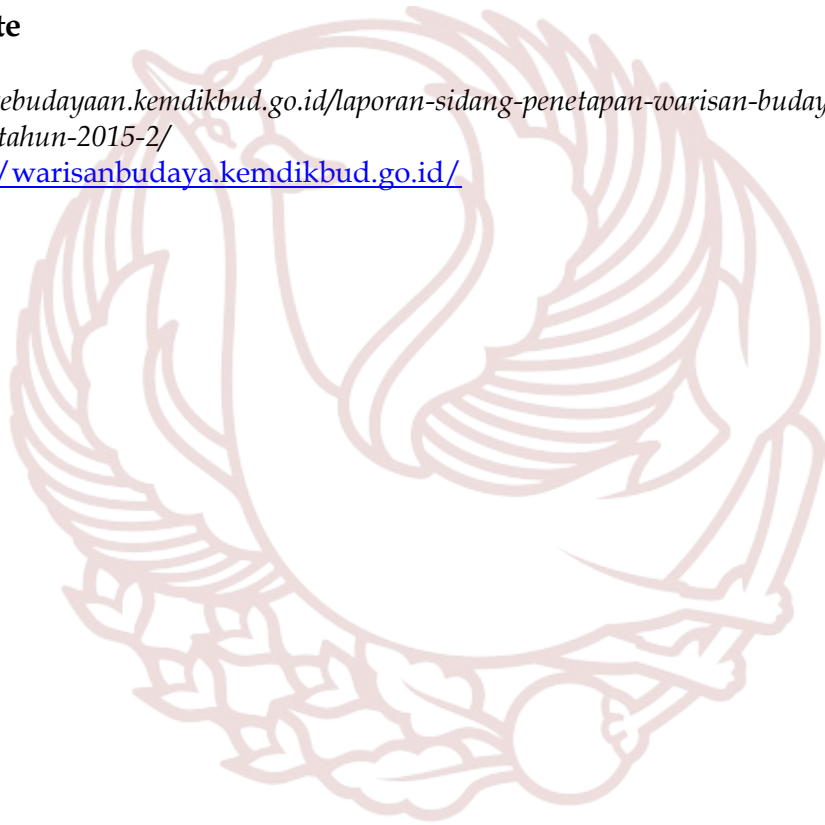 te
ebudayaan.kemdikbud.go.id/laporan-sidang-penetapan-warisan-buday
tahun-2015-2/
/warisanbudaya.kemdikbud.go.id/